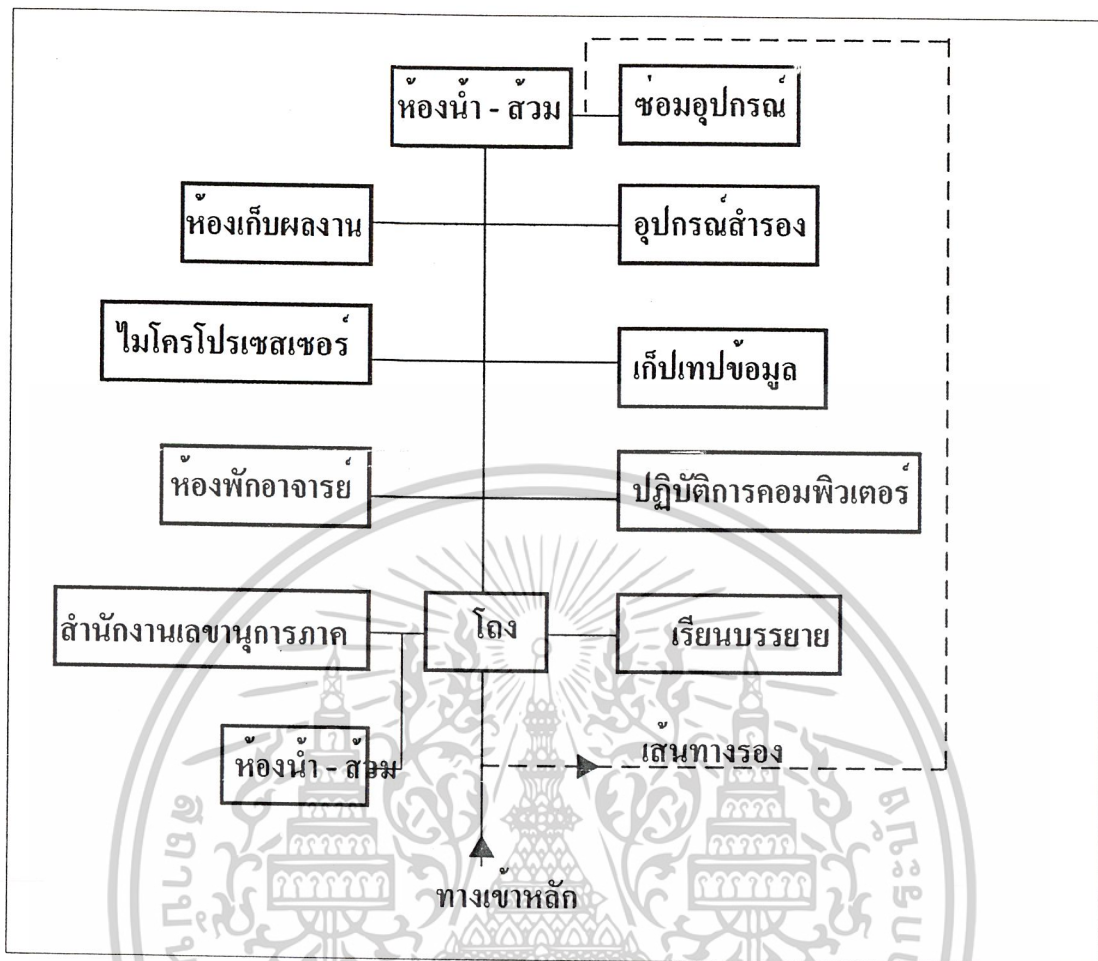 ห้องน้ำ - ส้วม
ซ่อมอุปกรณ์
ห้องเก็บผลงาน
อุปกรณ์สำรอง
ไมโครโปรเซสเซอร์
เก็ปเทปข้อมูล
ห้องพักอาจารย์
ปฏิบัติการคอมพิวเตอร์
สำนักงานเลขานุการภาค
โถง
เรียนบรรยาย
ห้องน้ำ - ส้วม
เส้นทางรอง
ทางเข้าหลัก